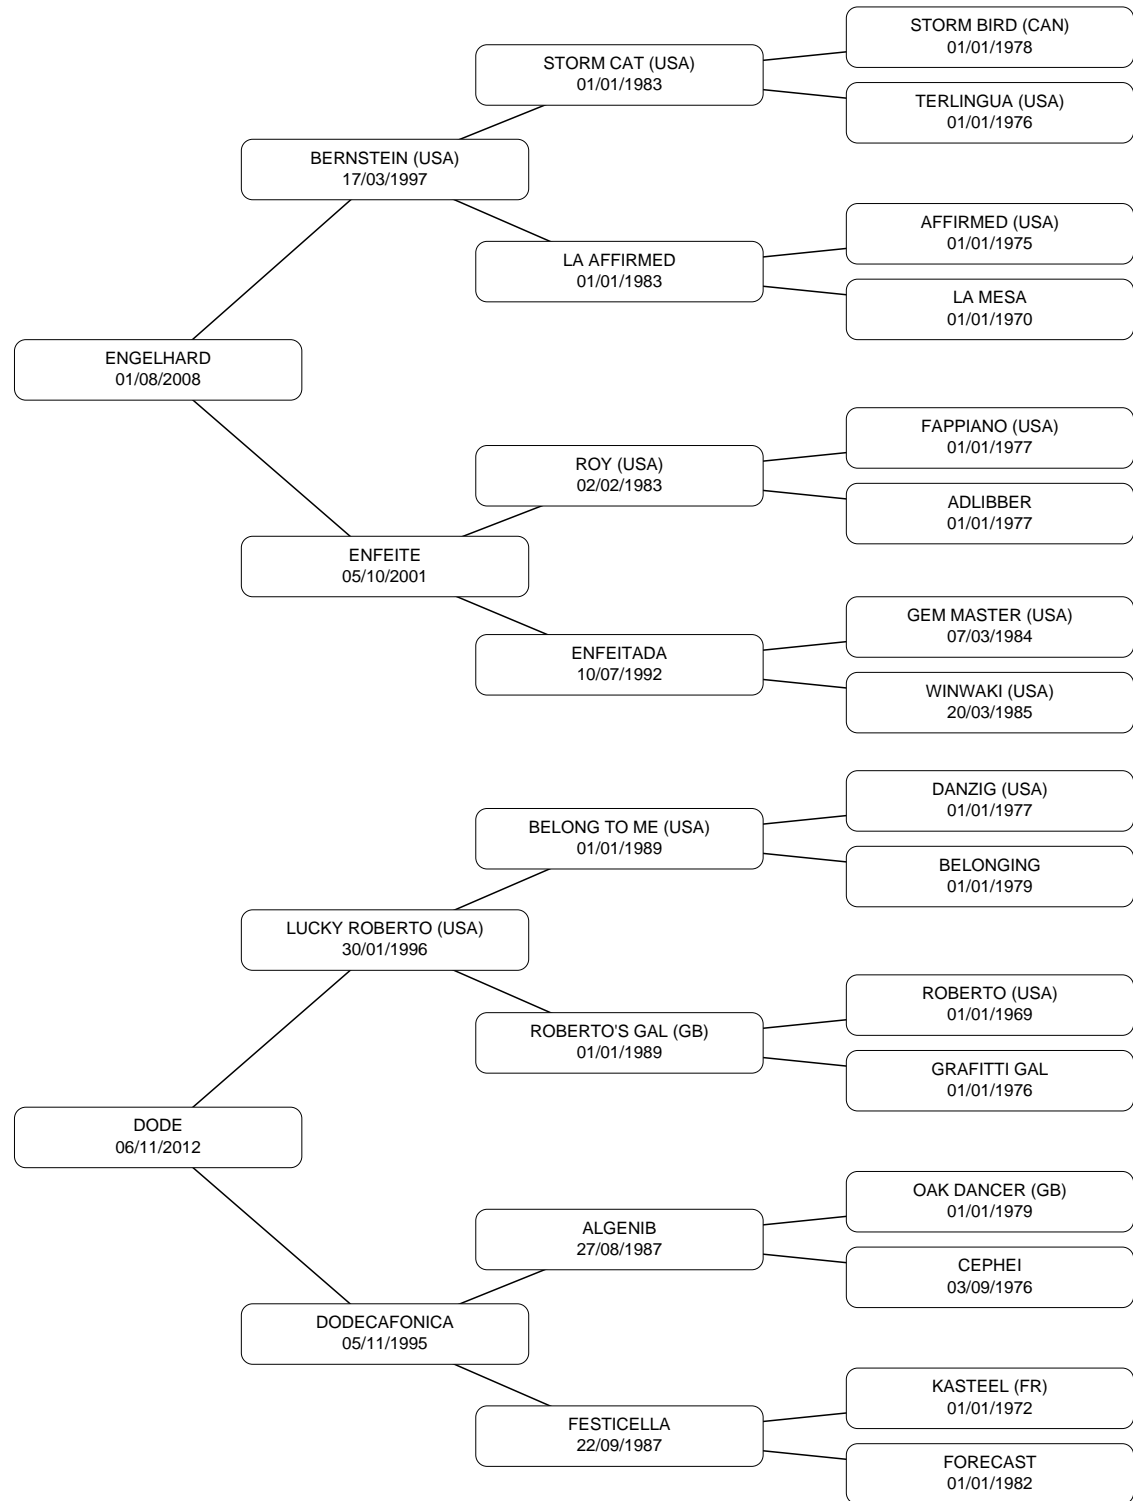 STORM BIRD (CAN)
01/01/1978
STORM CAT (USA)
01/01/1983
TERLINGUA (USA)
01/01/1976
BERNSTEIN (USA)
17/03/1997
AFFIRMED (USA)
01/01/1975
LA AFFIRMED
01/01/1983
LA MESA
01/01/1970
ENGELHARD
01/08/2008
FAPPIANO (USA)
01/01/1977
ROY (USA)
02/02/1983
ADLIBBER
01/01/1977
ENFEITE
05/10/2001
GEM MASTER (USA)
07/03/1984
ENFEITADA
10/07/1992
WINWAKI (USA)
20/03/1985
DANZIG (USA)
01/01/1977
BELONG TO ME (USA)
01/01/1989
BELONGING
01/01/1979
LUCKY ROBERTO (USA)
30/01/1996
ROBERTO (USA)
01/01/1969
ROBERTO'S GAL (GB)
01/01/1989
GRAFITTI GAL
01/01/1976
DODE
06/11/2012
OAK DANCER (GB)
01/01/1979
ALGENIB
27/08/1987
CEPHEI
03/09/1976
DODECAFONICA
05/11/1995
KASTEEL (FR)
01/01/1972
FESTICELLA
22/09/1987
FORECAST
01/01/1982